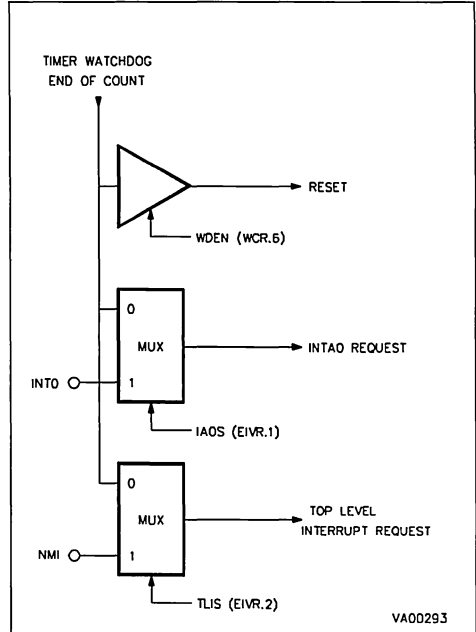 TIMER WATCHDOG
END OF COUNT
RESET
WDEN (WCR.6)
0
MUX
INTA0 REQUEST
INT0
1
IA0S (EIVR.1)
0
MUX
TOP LEVEL
INTERRUPT REQUEST
NMI
1
TLIS (EIVR.2)
VA00293